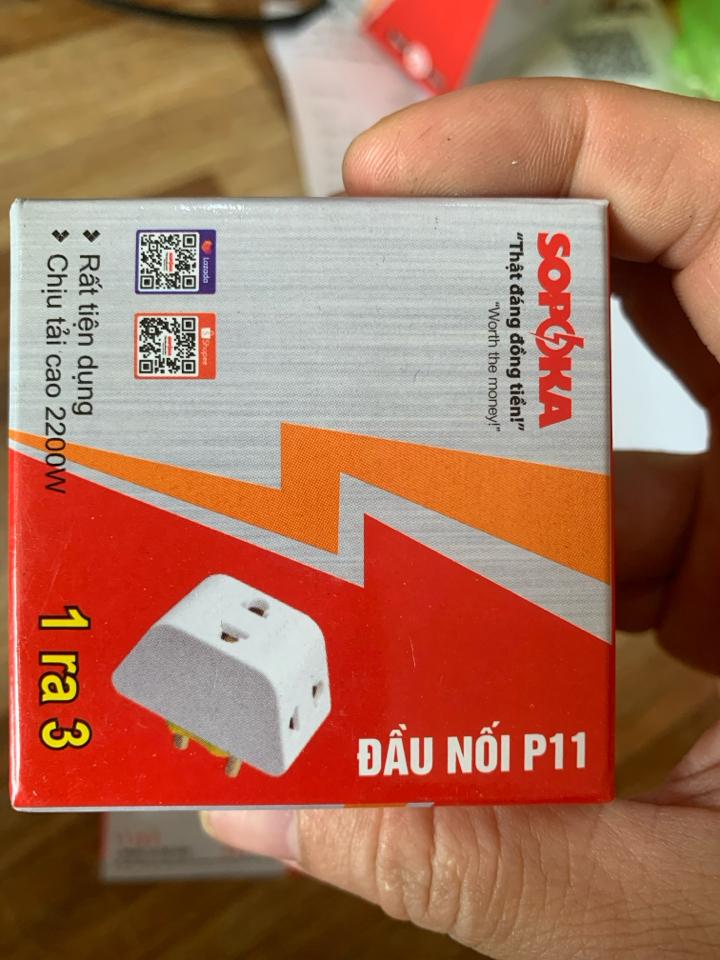 SOPOKA
"Thật đáng đồng tiền!"
"Worth the money!"
Lazada
Shopee
Rất tiện dụng
Chịu tải cao 2200W
1 ra 3
ĐẦU NỐI P11